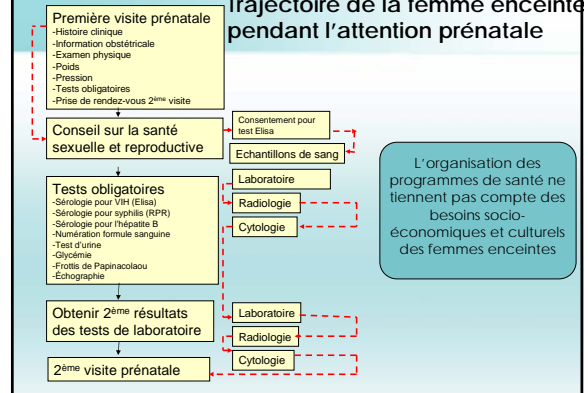 Trajectoire de la femme enceinte
pendant l'attention prénatale
Première visite prénatale
-Histoire clinique
-Information obstétricale
-Examen physique
-Poids
-Pression
-Tests obligatoires
-Prise de rendez-vous 2ème visite
Conseil sur la santé
sexuelle et reproductive
Consentement pour
test Elisa
Echantillons de sang
Tests obligatoires
-Sérologie pour VIH (Elisa)
-Sérologie pour syphilis (RPR)
-Sérologie pour l'hépatite B
-Numération formule sanguine
-Test d'urine
-Glycémie
-Frottis de Papinacolaou
-Échographie
Laboratoire
Radiologie
Cytologie
L'organisation des
programmes de santé ne
tiennent pas compte des
besoins socio-
économiques et culturels
des femmes enceintes
Obtenir 2ème résultats
des tests de laboratoire
Laboratoire
Radiologie
Cytologie
2ème visite prénatale